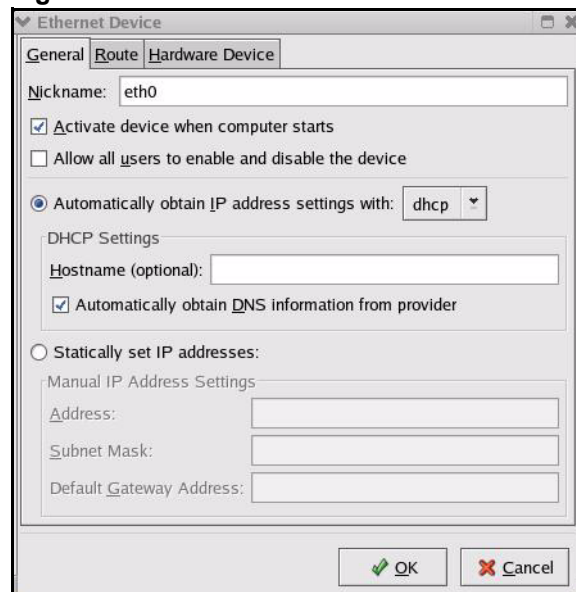 Ethernet Device
General Route Hardware Device
Nickname: eth0
Activate device when computer starts
Allow all users to enable and disable the device
Automatically obtain IP address settings with: dhcp
DHCP Settings
Hostname (optional):
Automatically obtain DNS information from provider
Statically set IP addresses:
Manual IP Address Settings
Address:
Subnet Mask:
Default Gateway Address:
OK Cancel